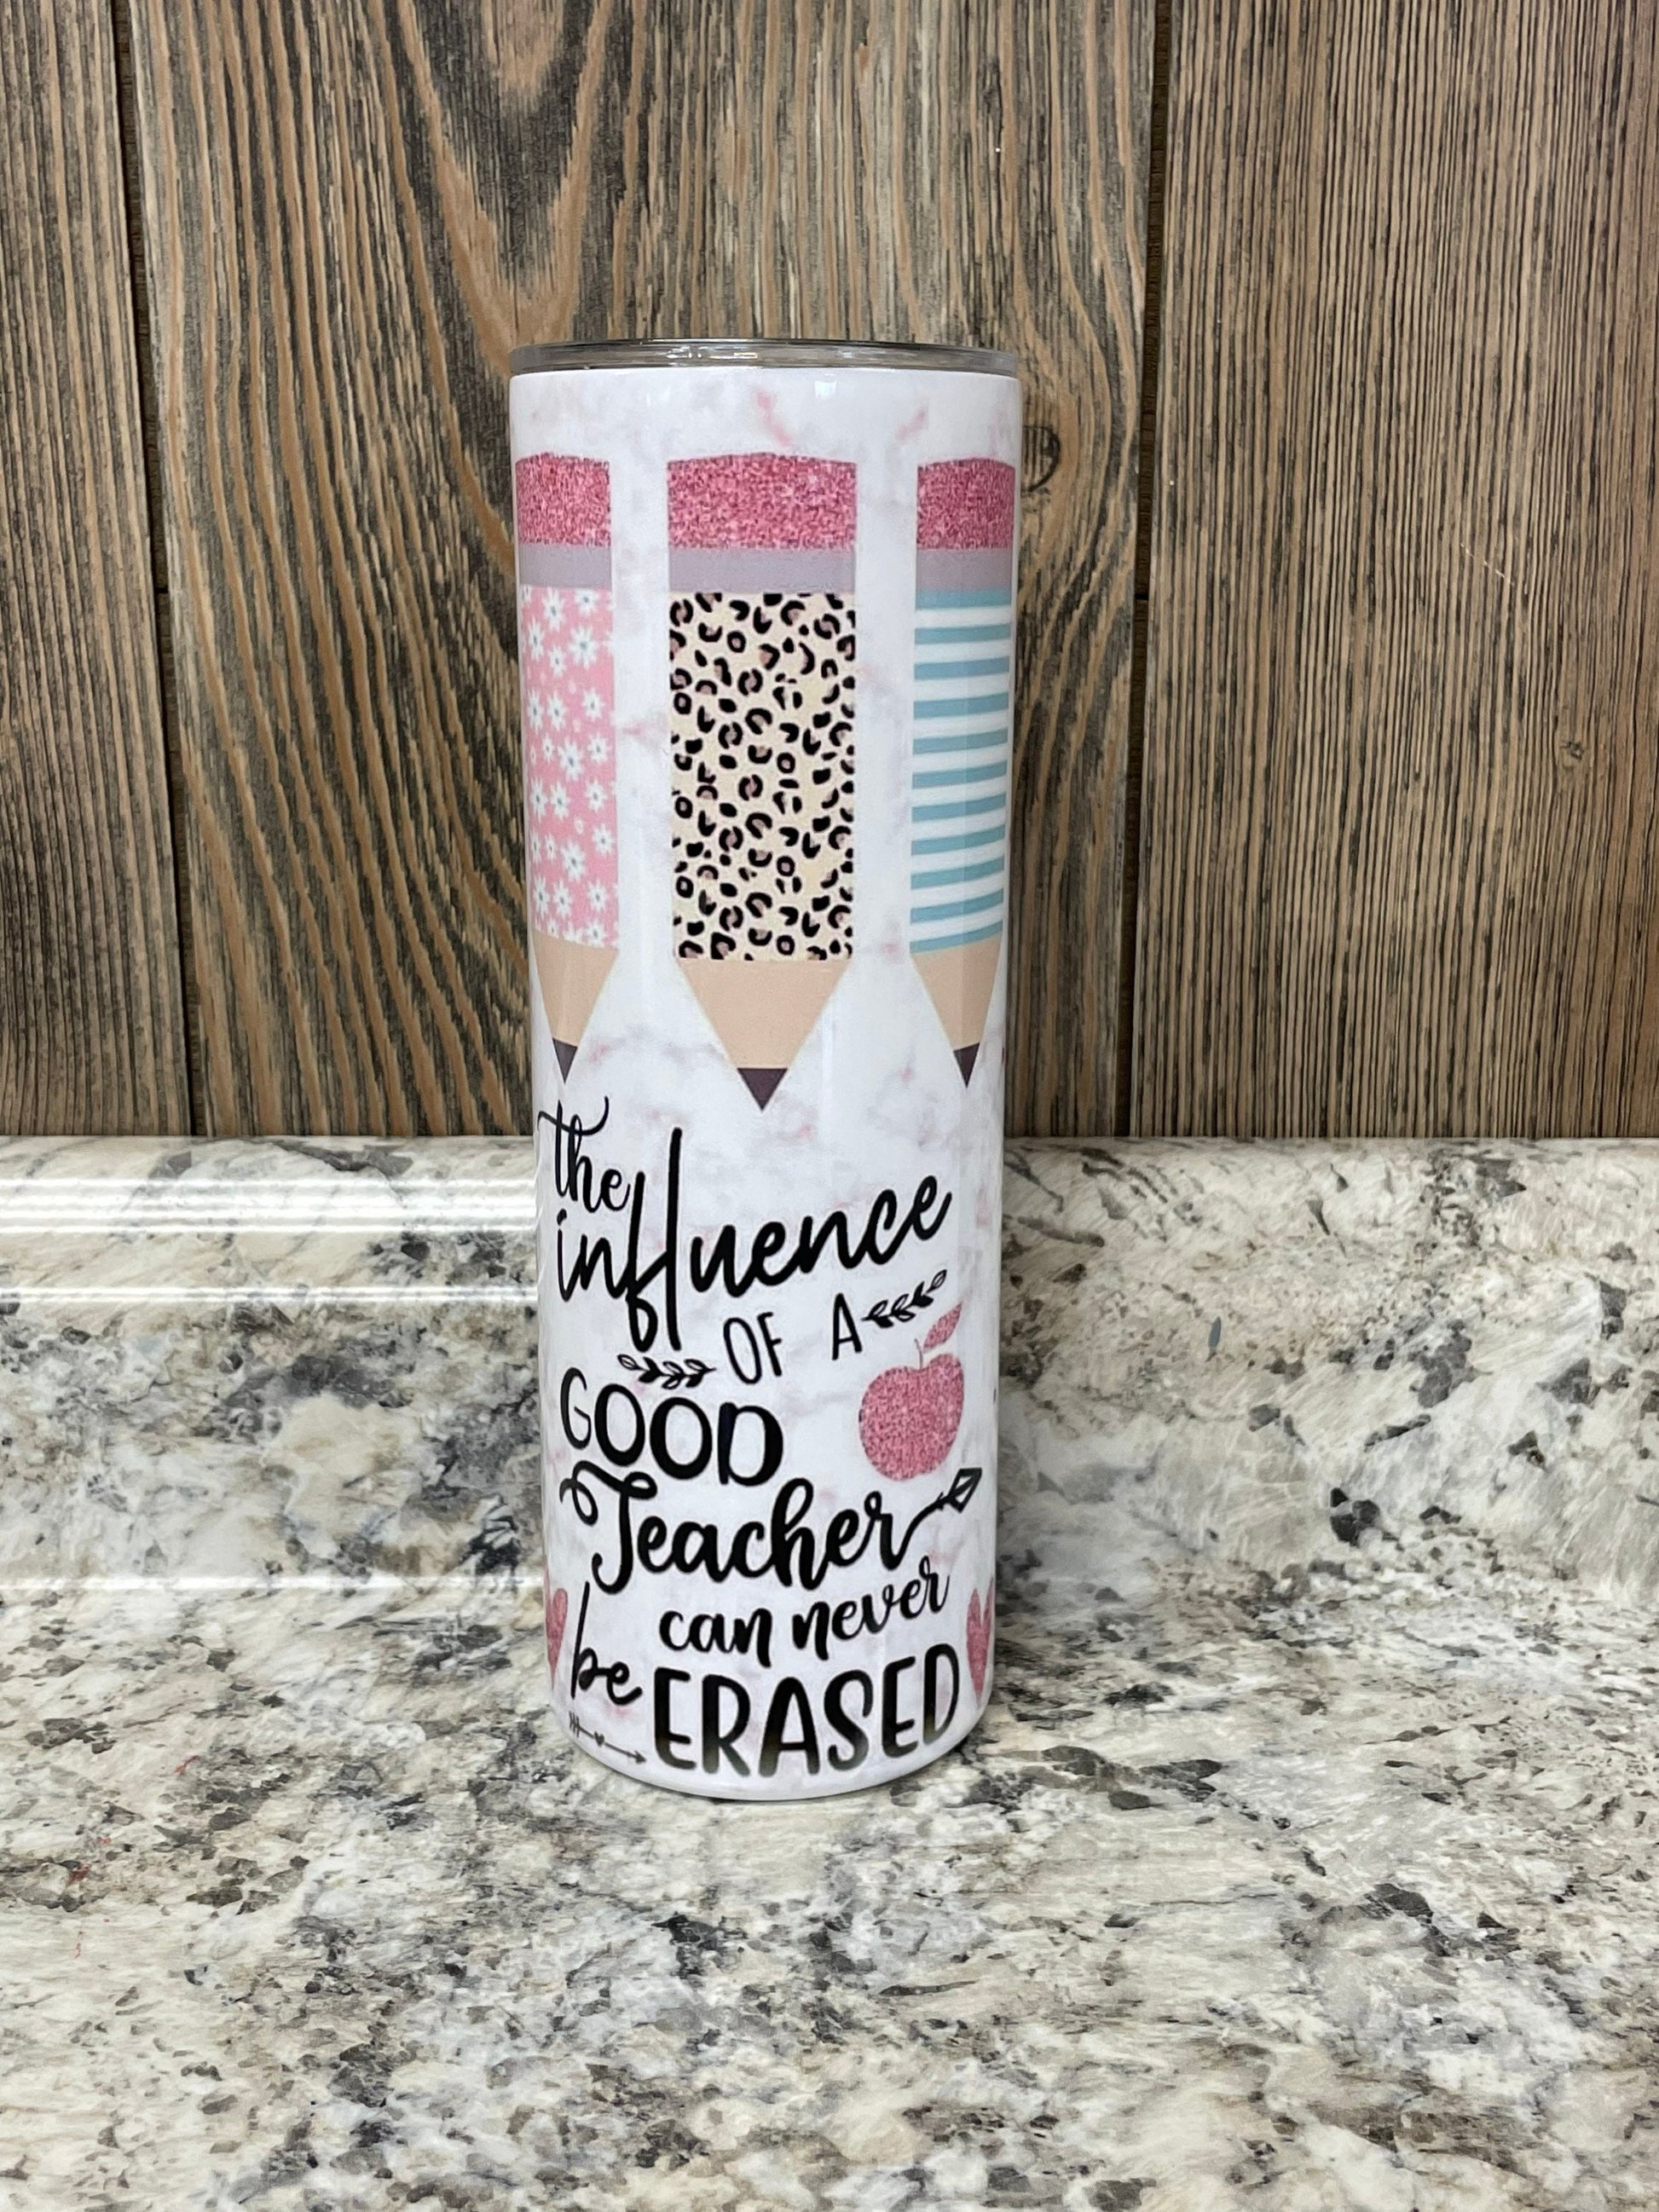 the
influence
OF A
GOOD
Teacher
can never
be ERASED